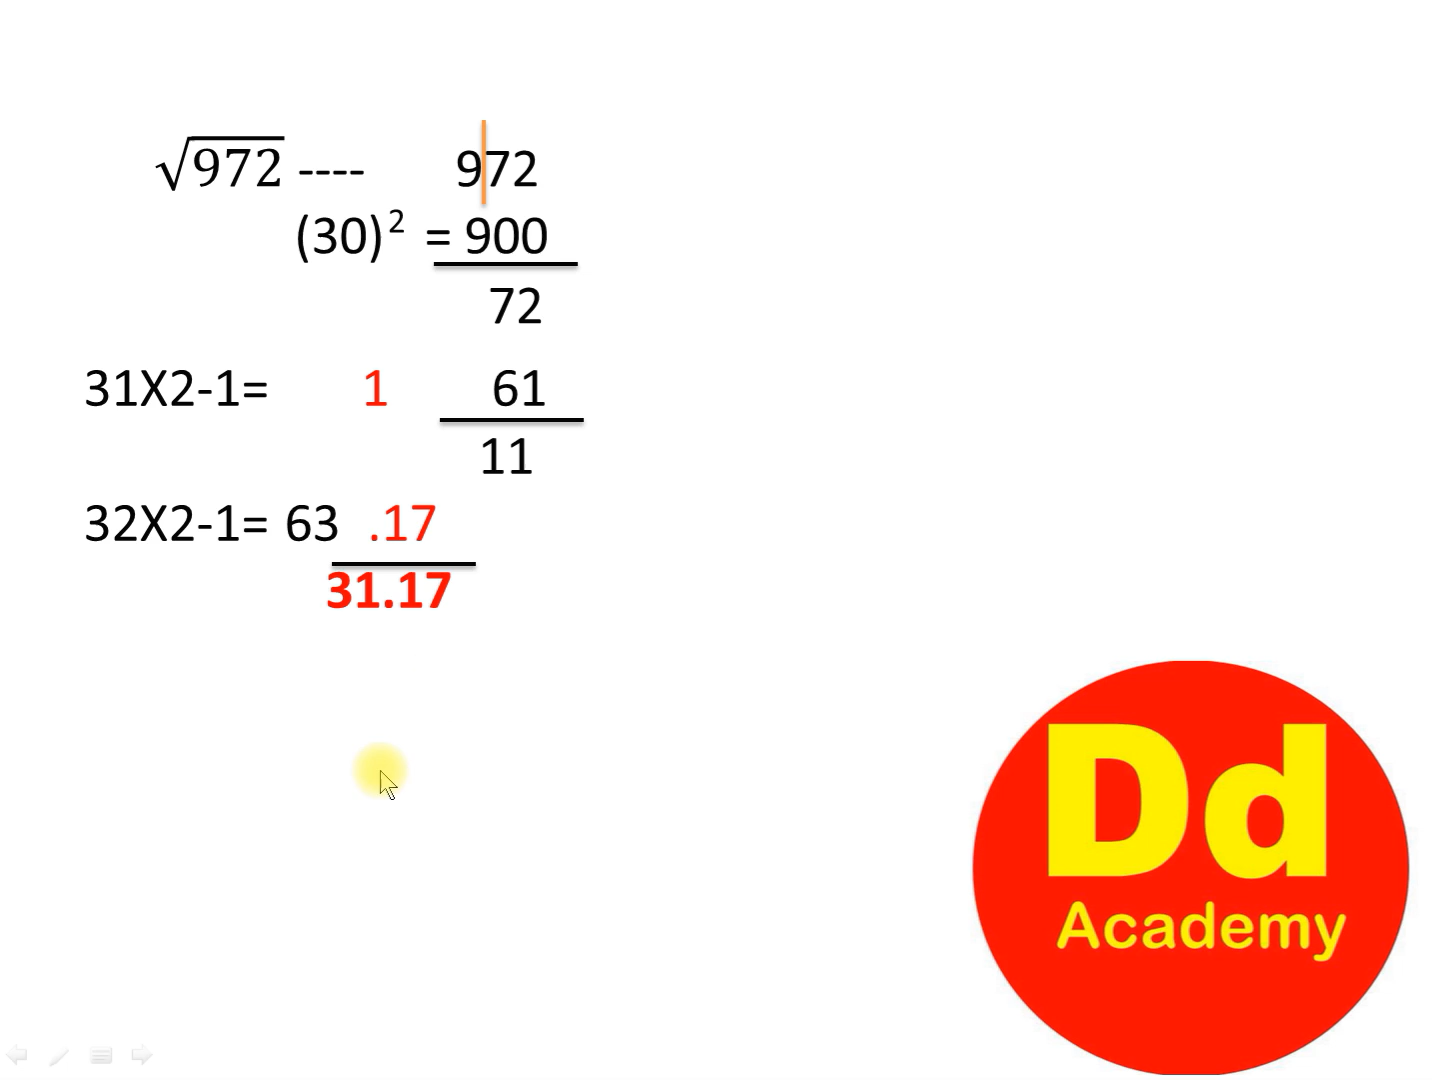 √972 ---- 972
(30)² = 900
72
31X2-1= 1 61
11
32X2-1= 63 .17
31.17
Dd
Academy